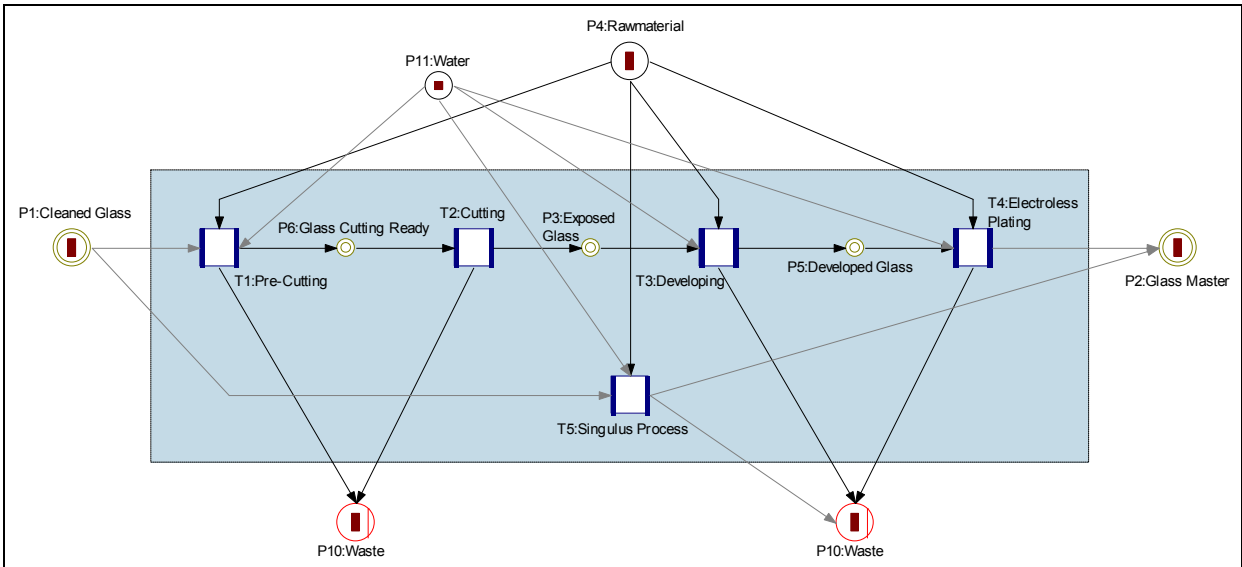 P4:Rawmaterial
P11:Water
P1:Cleaned Glass
P6:Glass Cutting Ready
T2:Cutting
P3:Exposed
Glass
T4:Electroless
Plating
T1:Pre-Cutting
T3:Developing
P5:Developed Glass
P2:Glass Master
T5:Singulus Process
P10:Waste
P10:Waste